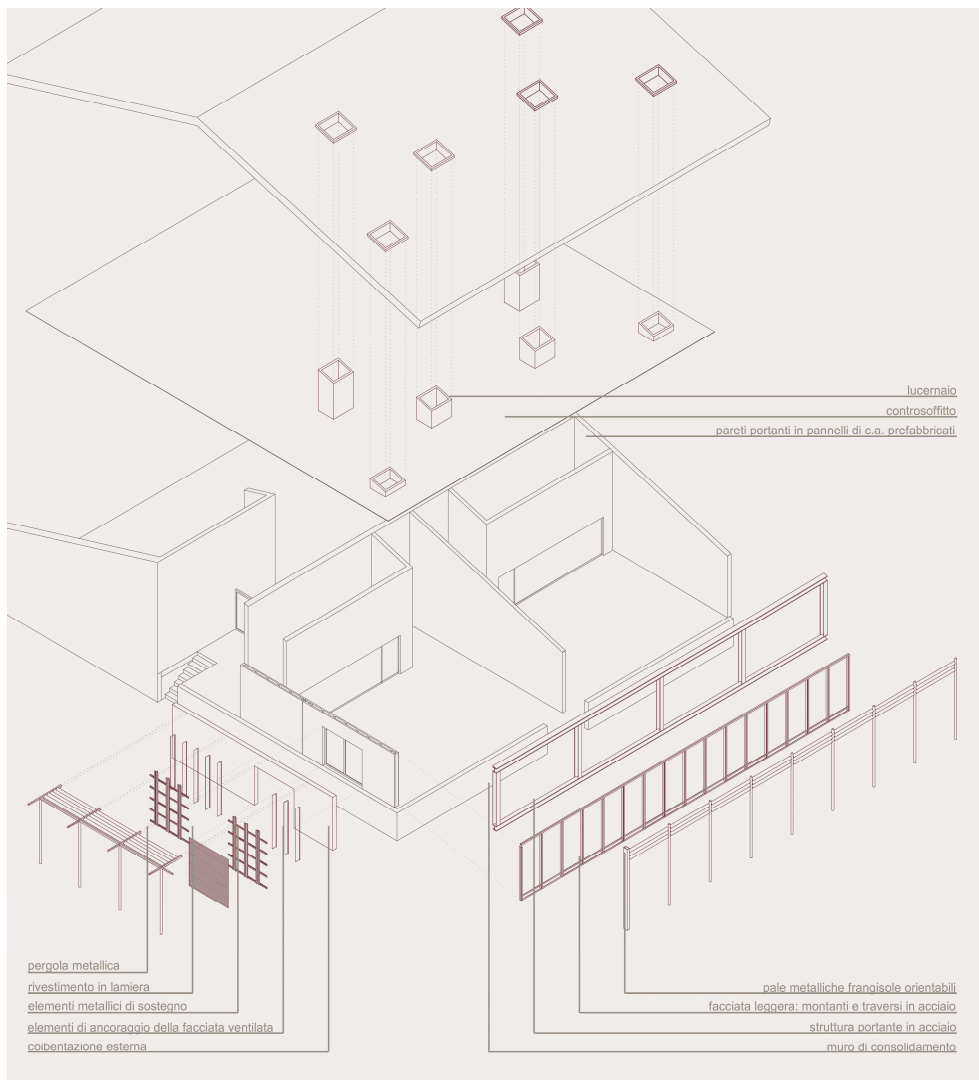 lucernaio
controsoffitto
pareti portanti in pannelli di c.a. prefabbricati
pergola metallica
rivestimento in lamiera
elementi metallici di sostegno
elementi di ancoraggio della facciata ventilata
coibentazione esterna
pale metalliche frangisole orientabili
facciata leggera: montanti e traversi in acciaio
struttura portante in acciaio
muro di consolidamento